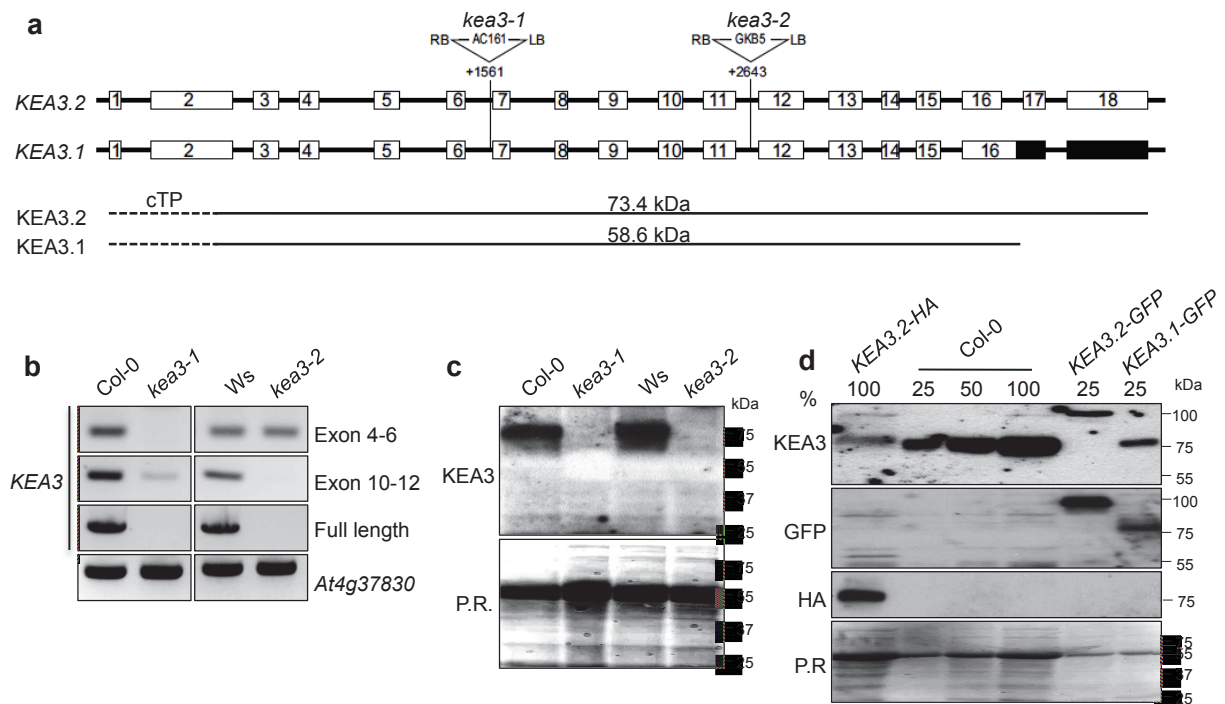 a
kea3-1
kea3-2
RB AC161 LB
RB GKB5 LB
+1561
+2643
KEA3.2
1 2 3 4 5 6 7 8 9 10 11 12 13 14 15 16 17 18
KEA3.1
1 2 3 4 5 6 7 8 9 10 11 12 13 14 15 16
cTP
KEA3.2
73.4 kDa
KEA3.1
58.6 kDa
b
Col-0 kea3-1 Ws kea3-2
KEA3
Exon 4-6
Exon 10-12
Full length
At4g37830
c
Col-0 kea3-1 Ws kea3-2
kDa
KEA3
75
55
37
25
P.R.
75
55
37
25
d
KEA3.2-HA Col-0 KEA3.2-GFP KEA3.1-GFP
% 100 25 50 100 25 25 kDa
KEA3
100
75
55
GFP
100
75
55
HA
75
P.R
75
55
37
25